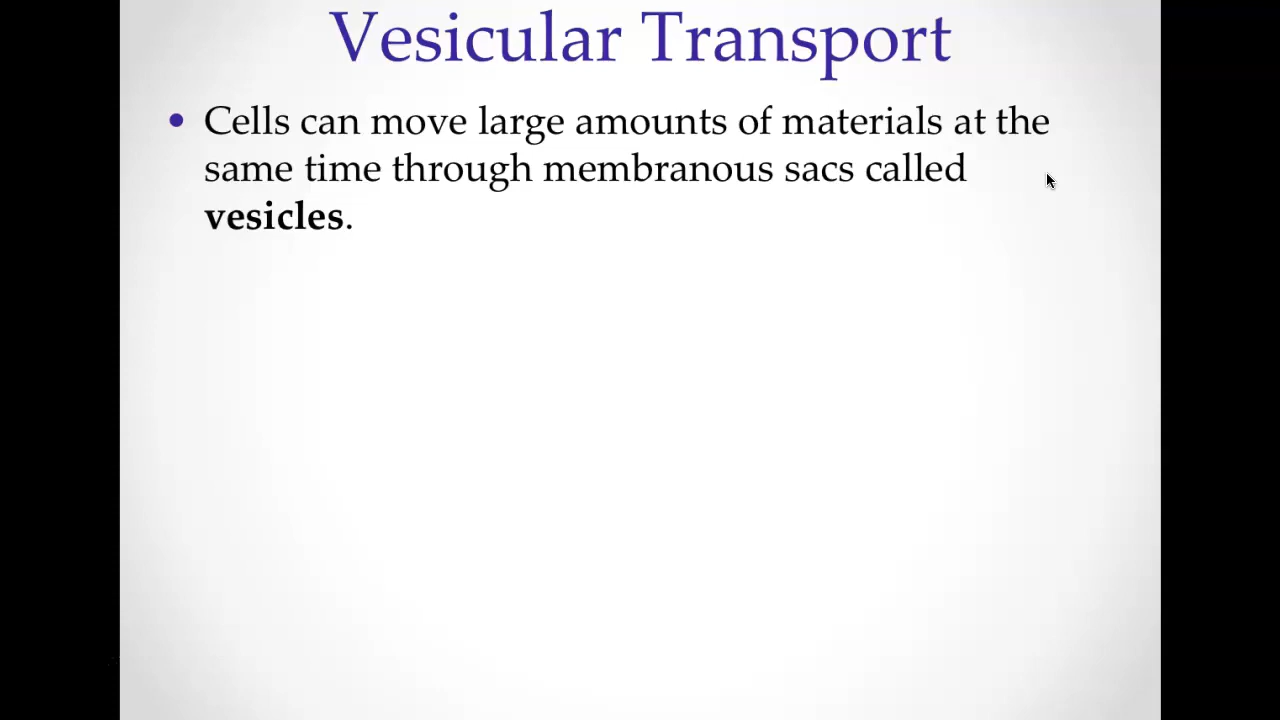 Vesicular Transport
• Cells can move large amounts of materials at the
same time through membranous sacs called
vesicles.